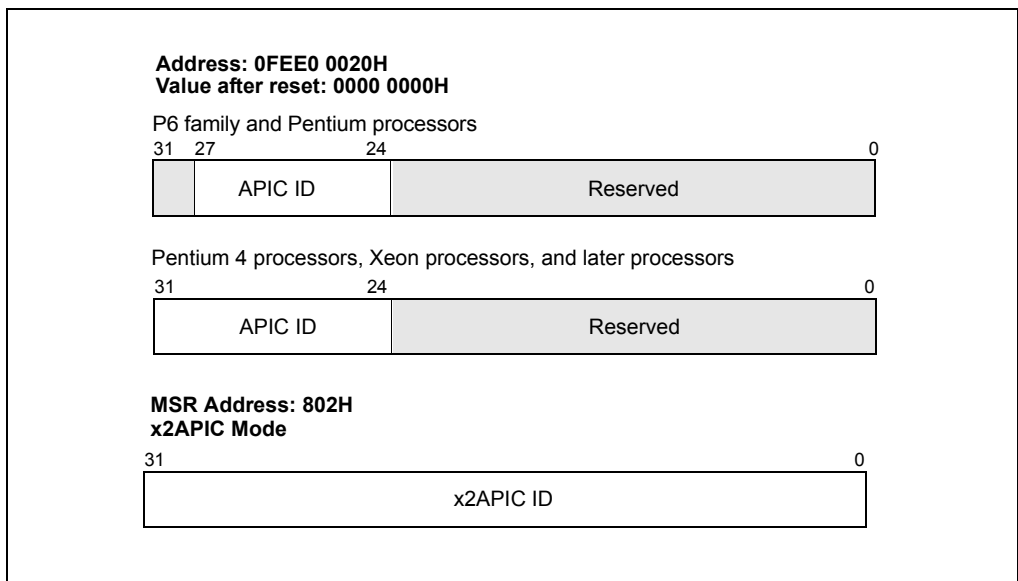 Address: 0FEE0 0020H
Value after reset: 0000 0000H
P6 family and Pentium processors
31 27 24 0
APIC ID Reserved
Pentium 4 processors, Xeon processors, and later processors
31 24 0
APIC ID Reserved
MSR Address: 802H
x2APIC Mode
31 0
x2APIC ID